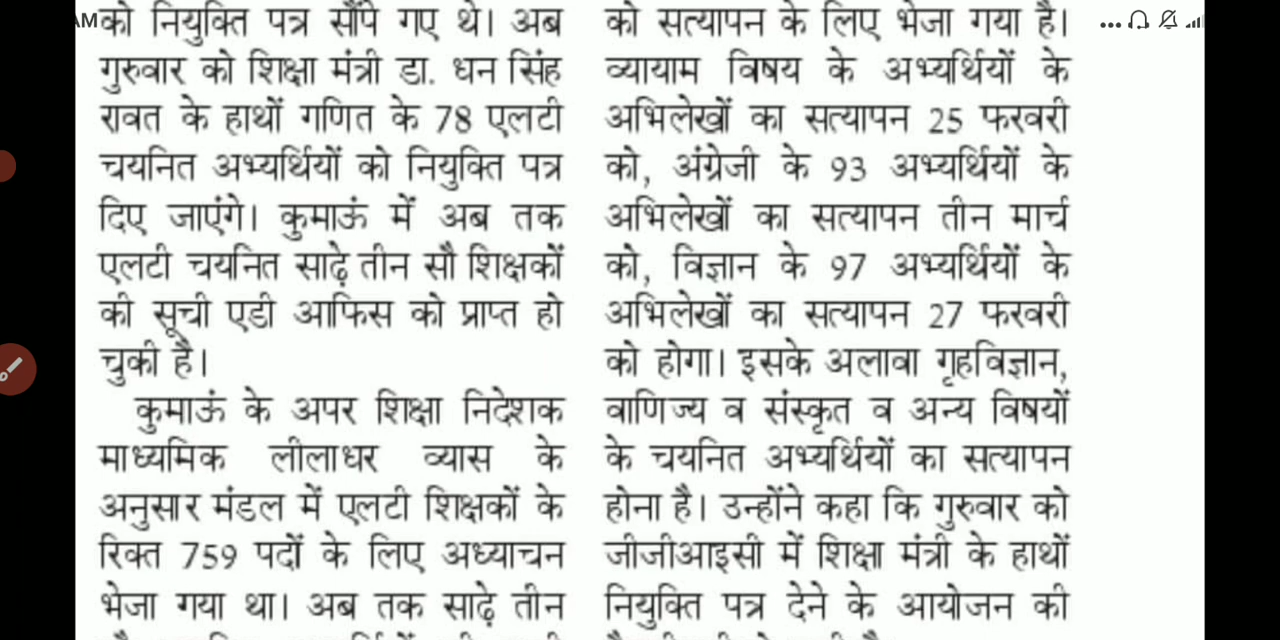 AM
को नियुक्ति पत्र सौंपे गए थे। अब
गुरुवार को शिक्षा मंत्री डा. धन सिंह
रावत के हाथों गणित के 78 एलटी
चयनित अभ्यर्थियों को नियुक्ति पत्र
दिए जाएंगे। कुमाऊं में अब तक
एलटी चयनित साढ़े तीन सौ शिक्षकों
की सूची एडी आफिस को प्राप्त हो
चुकी है।
कुमाऊं के अपर शिक्षा निदेशक
माध्यमिक लीलाधर व्यास के
अनुसार मंडल में एलटी शिक्षकों के
रिक्त 759 पदों के लिए अध्याचन
भेजा गया था। अब तक साढ़े तीन
को सत्यापन के लिए भेजा गया है।
व्यायाम विषय के अभ्यर्थियों के
अभिलेखों का सत्यापन 25 फरवरी
को, अंग्रेजी के 93 अभ्यर्थियों के
अभिलेखों का सत्यापन तीन मार्च
को, विज्ञान के 97 अभ्यर्थियों के
अभिलेखों का सत्यापन 27 फरवरी
को होगा। इसके अलावा गृहविज्ञान,
वाणिज्य व संस्कृत व अन्य विषयों
के चयनित अभ्यर्थियों का सत्यापन
होना है। उन्होंने कहा कि गुरुवार को
जीजीआइसी में शिक्षा मंत्री के हाथों
नियुक्ति पत्र देने के आयोजन की